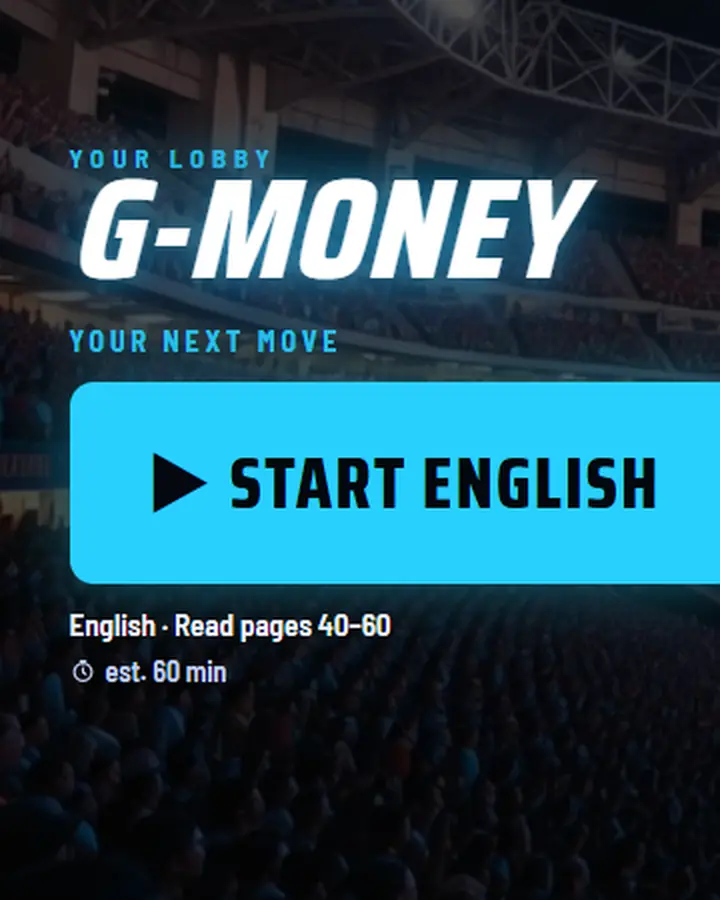 YOUR LOBBY
G-MONEY
YOUR NEXT MOVE
START ENGLISH
English · Read pages 40–60
est. 60 min